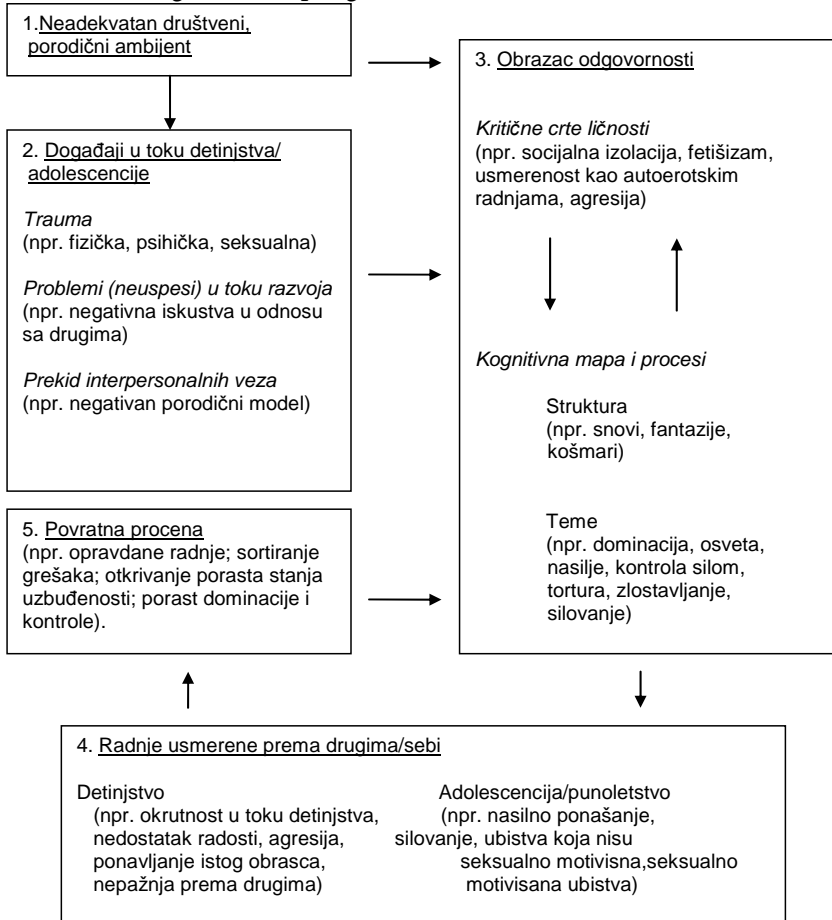 1.Neadekvatan društveni,
porodični ambijent
2. Događaji u toku detinjstva/
adolescencije
Trauma
(npr. fizička, psihička, seksualna)
Problemi (neuspesi) u toku razvoja
(npr. negativna iskustva u odnosu
sa drugima)
Prekid interpersonalnih veza
(npr. negativan porodični model)
3. Obrazac odgovornosti
Kritične crte ličnosti
(npr. socijalna izolacija, fetišizam,
usmerenost kao autoerotskim
radnjama, agresija)
Kognitivna mapa i procesi
Struktura
(npr. snovi, fantazije,
košmari)
Teme
(npr. dominacija, osveta,
nasilje, kontrola silom,
tortura, zlostavljanje,
silovanje)
5. Povratna procena
(npr. opravdane radnje; sortiranje
grešaka; otkrivanje porasta stanja
uzbuđenosti; porast dominacije i
kontrole).
4. Radnje usmerene prema drugima/sebi
Detinjstvo
(npr. okrutnost u toku detinjstva,
nedostatak radosti, agresija,
ponavljanje istog obrasca,
nepažnja prema drugima)
Adolescencija/punoletstvo
(npr. nasilno ponašanje,
silovanje, ubistva koja nisu
seksualno motivisna,seksualno
motivisana ubistva)